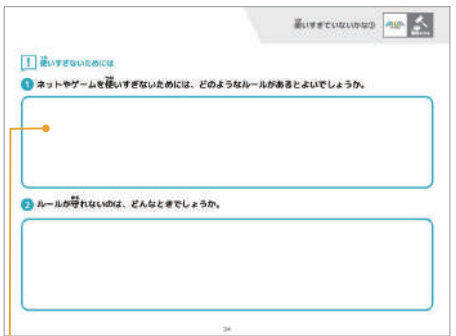 使いすぎていないかな③
! 使いすぎないためには
1 ネットやゲームを使いすぎないためには、どのようなルールがあるとよいでしょうか。
2 ルールが守れないのは、どんなときでしょうか。